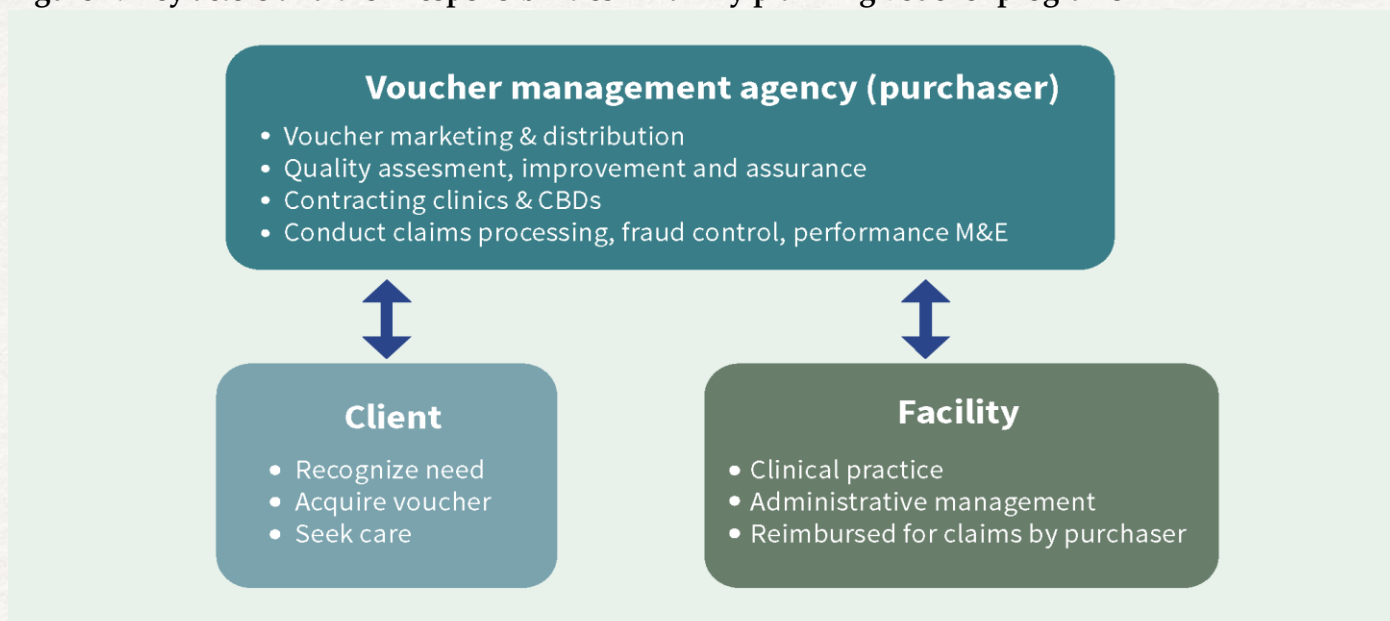 Voucher management agency (purchaser)
• Voucher marketing & distribution
• Quality assesment, improvement and assurance
• Contracting clinics & CBDs
• Conduct claims processing, fraud control, performance M&E
Client
• Recognize need
• Acquire voucher
• Seek care
Facility
• Clinical practice
• Administrative management
• Reimbursed for claims by purchaser